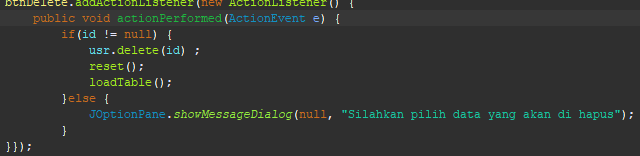 btnDelete.addActionListener(new ActionListener() {
public void actionPerformed(ActionEvent e) {
if(id != null) {
usr.delete(id) ;
reset();
loadTable();
}else {
JOptionPane.showMessageDialog(null, "Silahkan pilih data yang akan di hapus");
}
}});